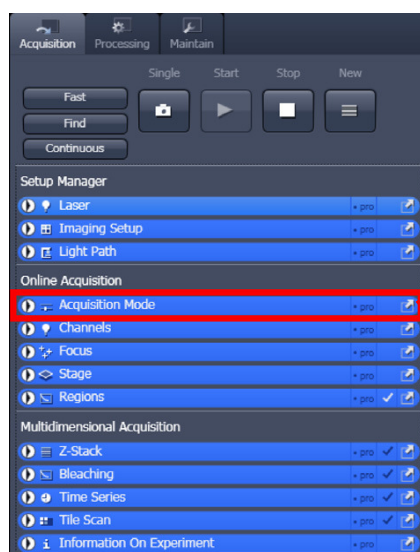 Acquisition Processing Maintain
Single Start Stop New
Fast
Find
Continuous
Setup Manager
Laser • pro
Imaging Setup • pro
Light Path • pro
Online Acquisition
Acquisition Mode • pro
Channels • pro
Focus • pro
Stage • pro
Regions • pro
Multidimensional Acquisition
Z-Stack • pro
Bleaching • pro
Time Series • pro
Tile Scan • pro
Information On Experiment • pro